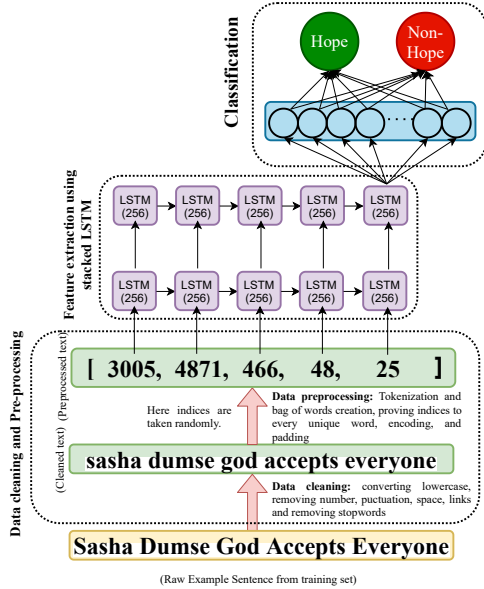 Classification
Hope
Non-
Hope
Feature extraction using
stacked LSTM
LSTM
(256)
LSTM
(256)
LSTM
(256)
LSTM
(256)
LSTM
(256)
LSTM
(256)
LSTM
(256)
LSTM
(256)
LSTM
(256)
LSTM
(256)
Data cleaning and Pre-processing
(Preprocessed text)
[ 3005, 4871, 466, 48, 25 ]
Here indices are
taken randomly.
Data preprocessing: Tokenization and
bag of words creation, proving indices to
every unique word, encoding, and
padding
(Cleaned text)
sasha dumse god accepts everyone
Data cleaning: converting lowercase,
removing number, puctuation, space, links
and removing stopwords
Sasha Dumse God Accepts Everyone
(Raw Example Sentence from training set)